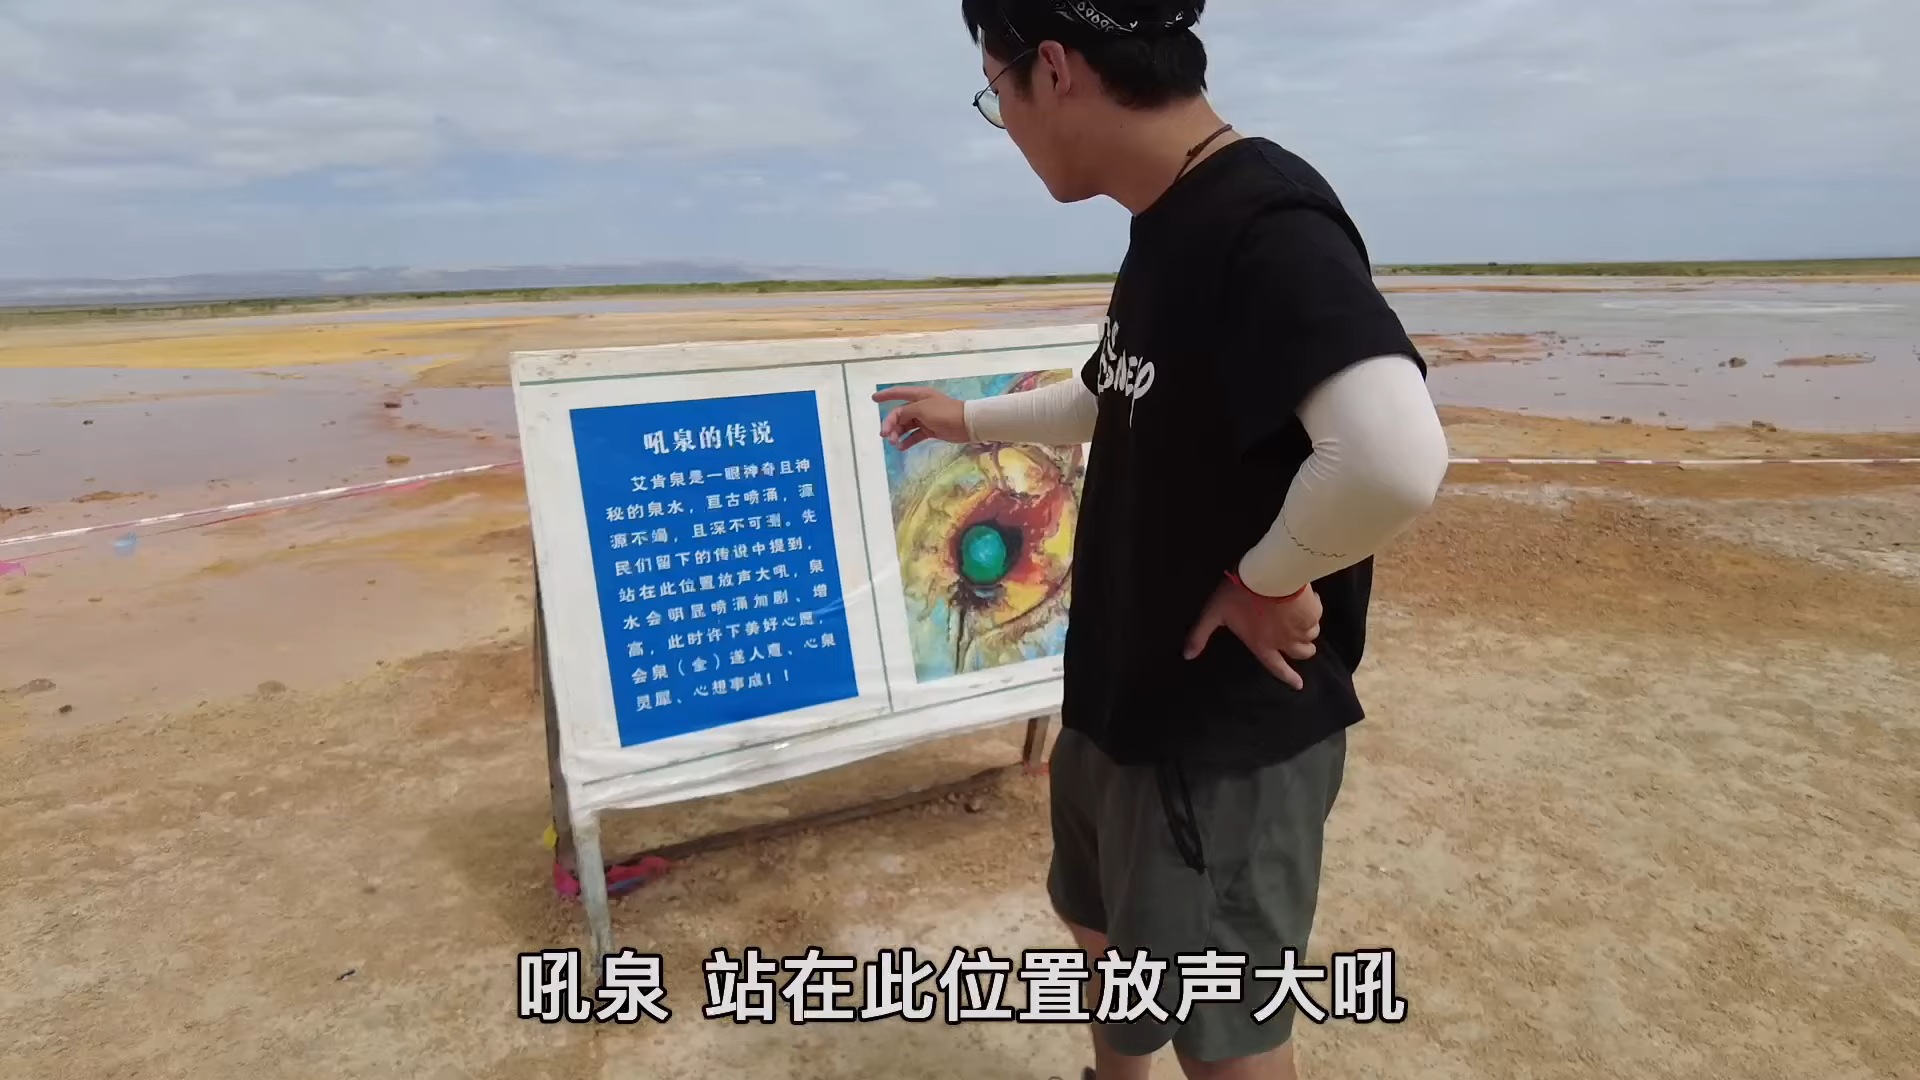 吼泉的传说
艾肯泉是一眼神奇且神
秘的泉水，亘古喷涌，源
源不竭，且深不可测。先
民们留下的传说中提到，
站在此位置放声大吼，泉
水会明显喷涌加剧、增
高，此时许下美好心愿，
会泉（全）遂人意、心泉
灵犀、心想事成！！
吼泉 站在此位置放声大吼